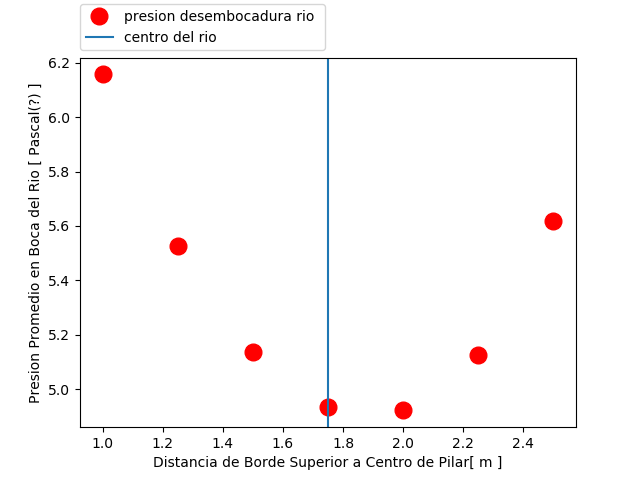 presion desembocadura rio
centro del rio
6.2
6.0
5.8
5.6
5.4
5.2
5.0
Presion Promedio en Boca del Rio [ Pascal(?) ]
1.0 1.2 1.4 1.6 1.8 2.0 2.2 2.4
Distancia de Borde Superior a Centro de Pilar[ m ]